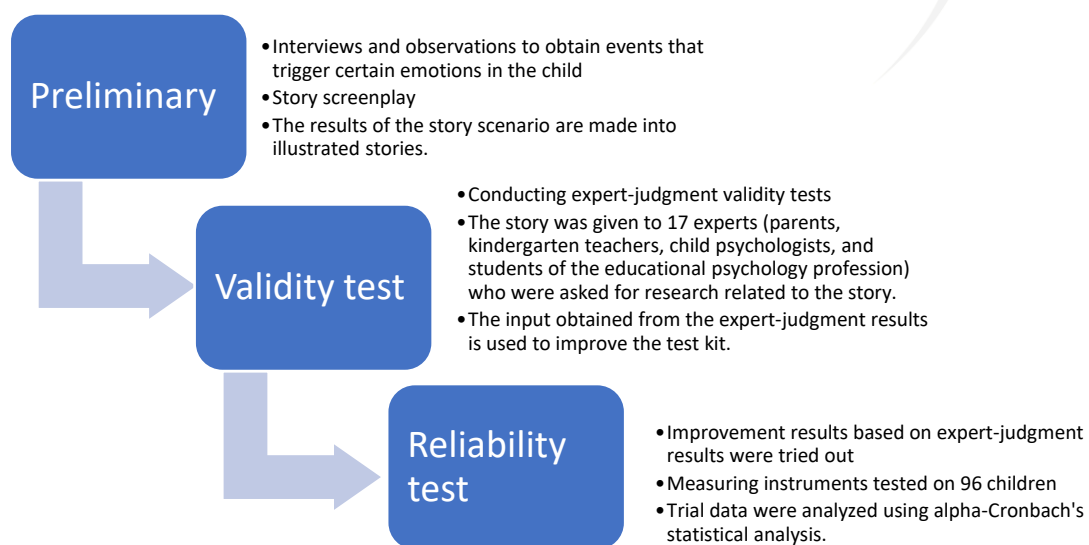 Preliminary
•Interviews and observations to obtain events that
trigger certain emotions in the child
•Story screenplay
•The results of the story scenario are made into
illustrated stories.
Validity test
•Conducting expert-judgment validity tests
•The story was given to 17 experts (parents,
kindergarten teachers, child psychologists, and
students of the educational psychology profession)
who were asked for research related to the story.
•The input obtained from the expert-judgment results
is used to improve the test kit.
Reliability
test
•Improvement results based on expert-judgment
results were tried out
•Measuring instruments tested on 96 children
•Trial data were analyzed using alpha-Cronbach's
statistical analysis.